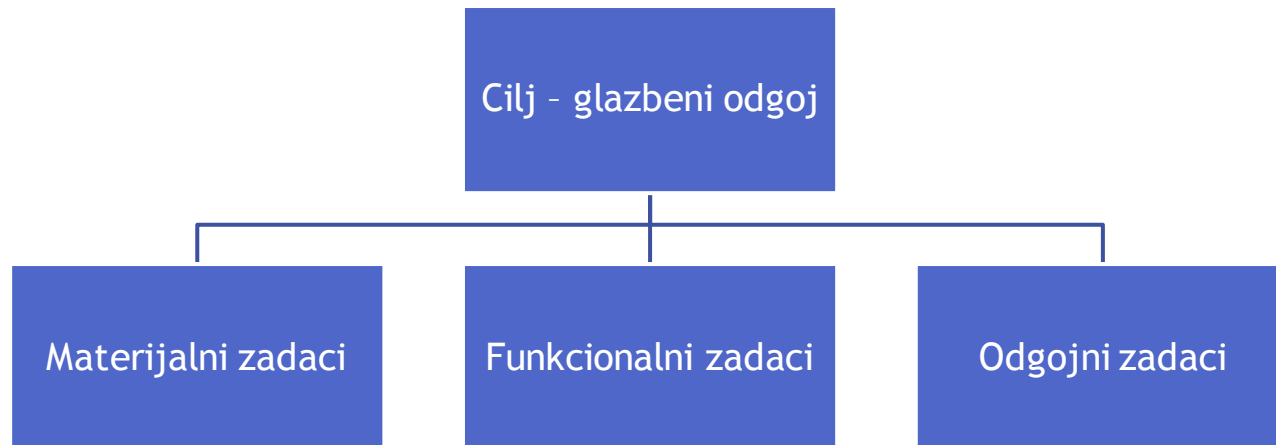 Cilj – glazbeni odgoj
Materijalni zadaci
Funkcionalni zadaci
Odgojni zadaci